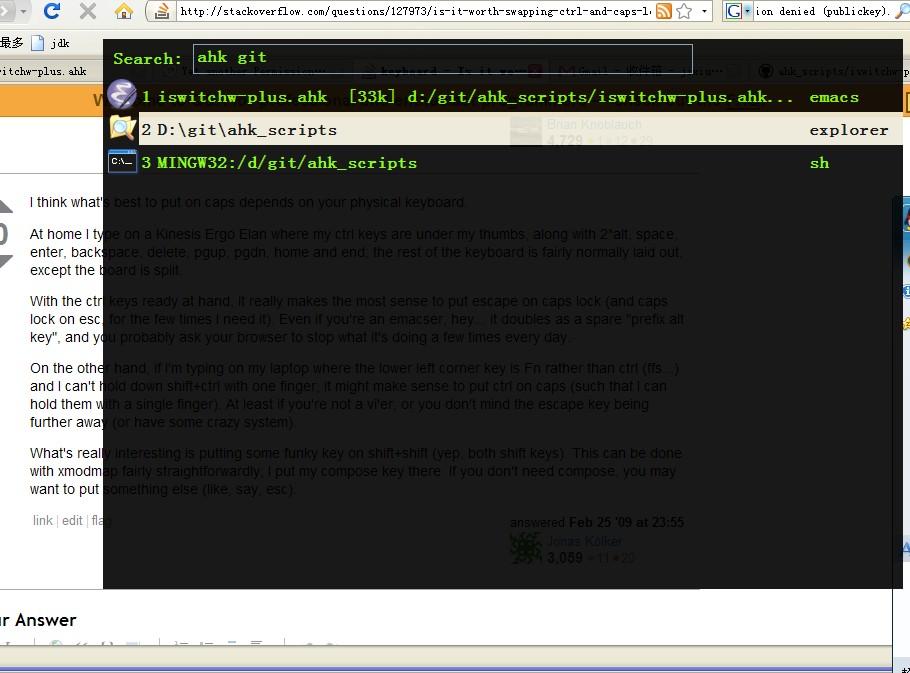 http://stackoverflow.com/questions/127973/is-it-worth-swapping-ctrl-and-caps-l
ion denied (publickey).
最多 jdk
witchw-plus.ahk
Search: ahk git
1 iswitchw-plus.ahk [33k] d:/git/ahk_scripts/iswitchw-plus.ahk... emacs
2 D:\git\ahk_scripts explorer
3 MINGW32:/d/git/ahk_scripts sh
Brian Knoblauch
4,729
0
I think what's best to put on caps depends on your physical keyboard.
At home I type on a Kinesis Ergo Elan where my ctrl keys are under my thumbs, along with 2*alt, space,
enter, backspace, delete, pgup, pgdn, home and end; the rest of the keyboard is fairly normally laid out,
except the board is split.
With the ctrl keys ready at hand, it really makes the most sense to put escape on caps lock (and caps
lock on esc, for the few times I need it). Even if you're an emacser, hey... it doubles as a spare "prefix alt
key", and you probably ask your browser to stop what it's doing a few times every day.
On the other hand, if I'm typing on my laptop where the lower left corner key is Fn rather than ctrl (ffs...)
and I can't hold down shift+ctrl with one finger, it might make sense to put ctrl on caps (such that I can
hold them with a single finger). At least if you're not a vi'er, or you don't mind the escape key being
further away (or have some crazy system).
What's really interesting is putting some funky key on shift+shift (yep, both shift keys). This can be done
with xmodmap fairly straightforwardly; I put my compose key there. If you don't need compose, you may
want to put something else (like, say, esc).
link | edit | flag
answered Feb 25 '09 at 23:55
Jonas Kölker
3,059 11 20
ur Answer